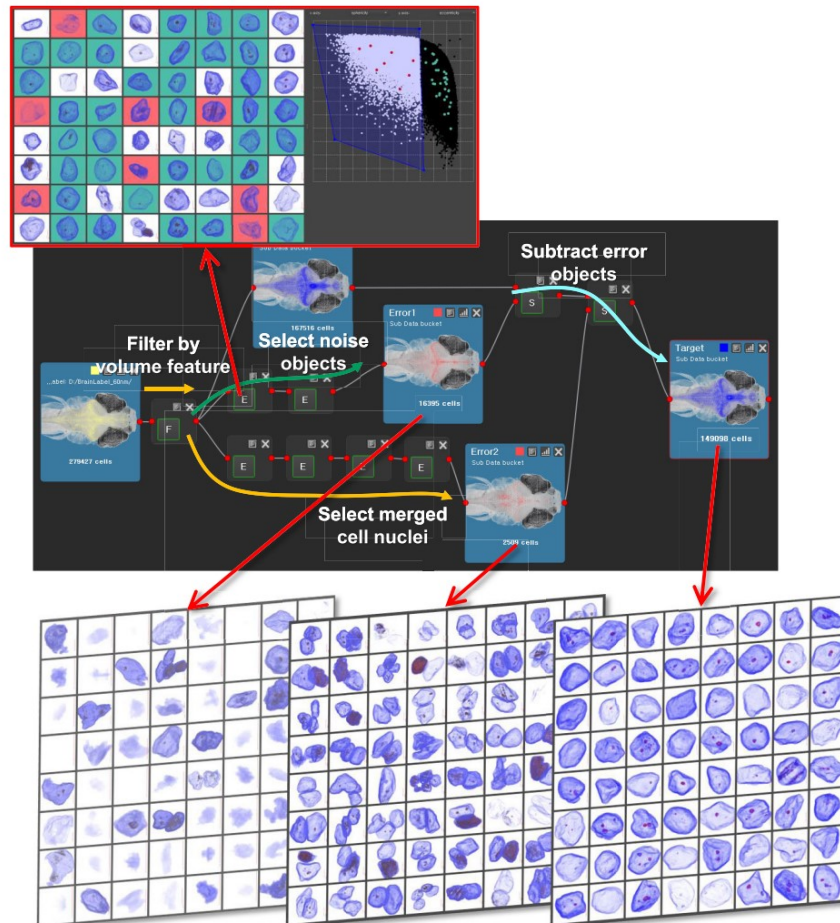 Sub Data bucket
167516 cells
Subtract error
objects
Filter by
volume feature
Select noise
objects
Error1
Sub Data bucket
16395 cells
Target
Sub Data bucket
149098 cells
...abel: D:/BrainLabel_60nm/
279427 cells
F
E
E
S
S
E
E
E
E
Error2
Sub Data bucket
2509 cells
Select merged
cell nuclei